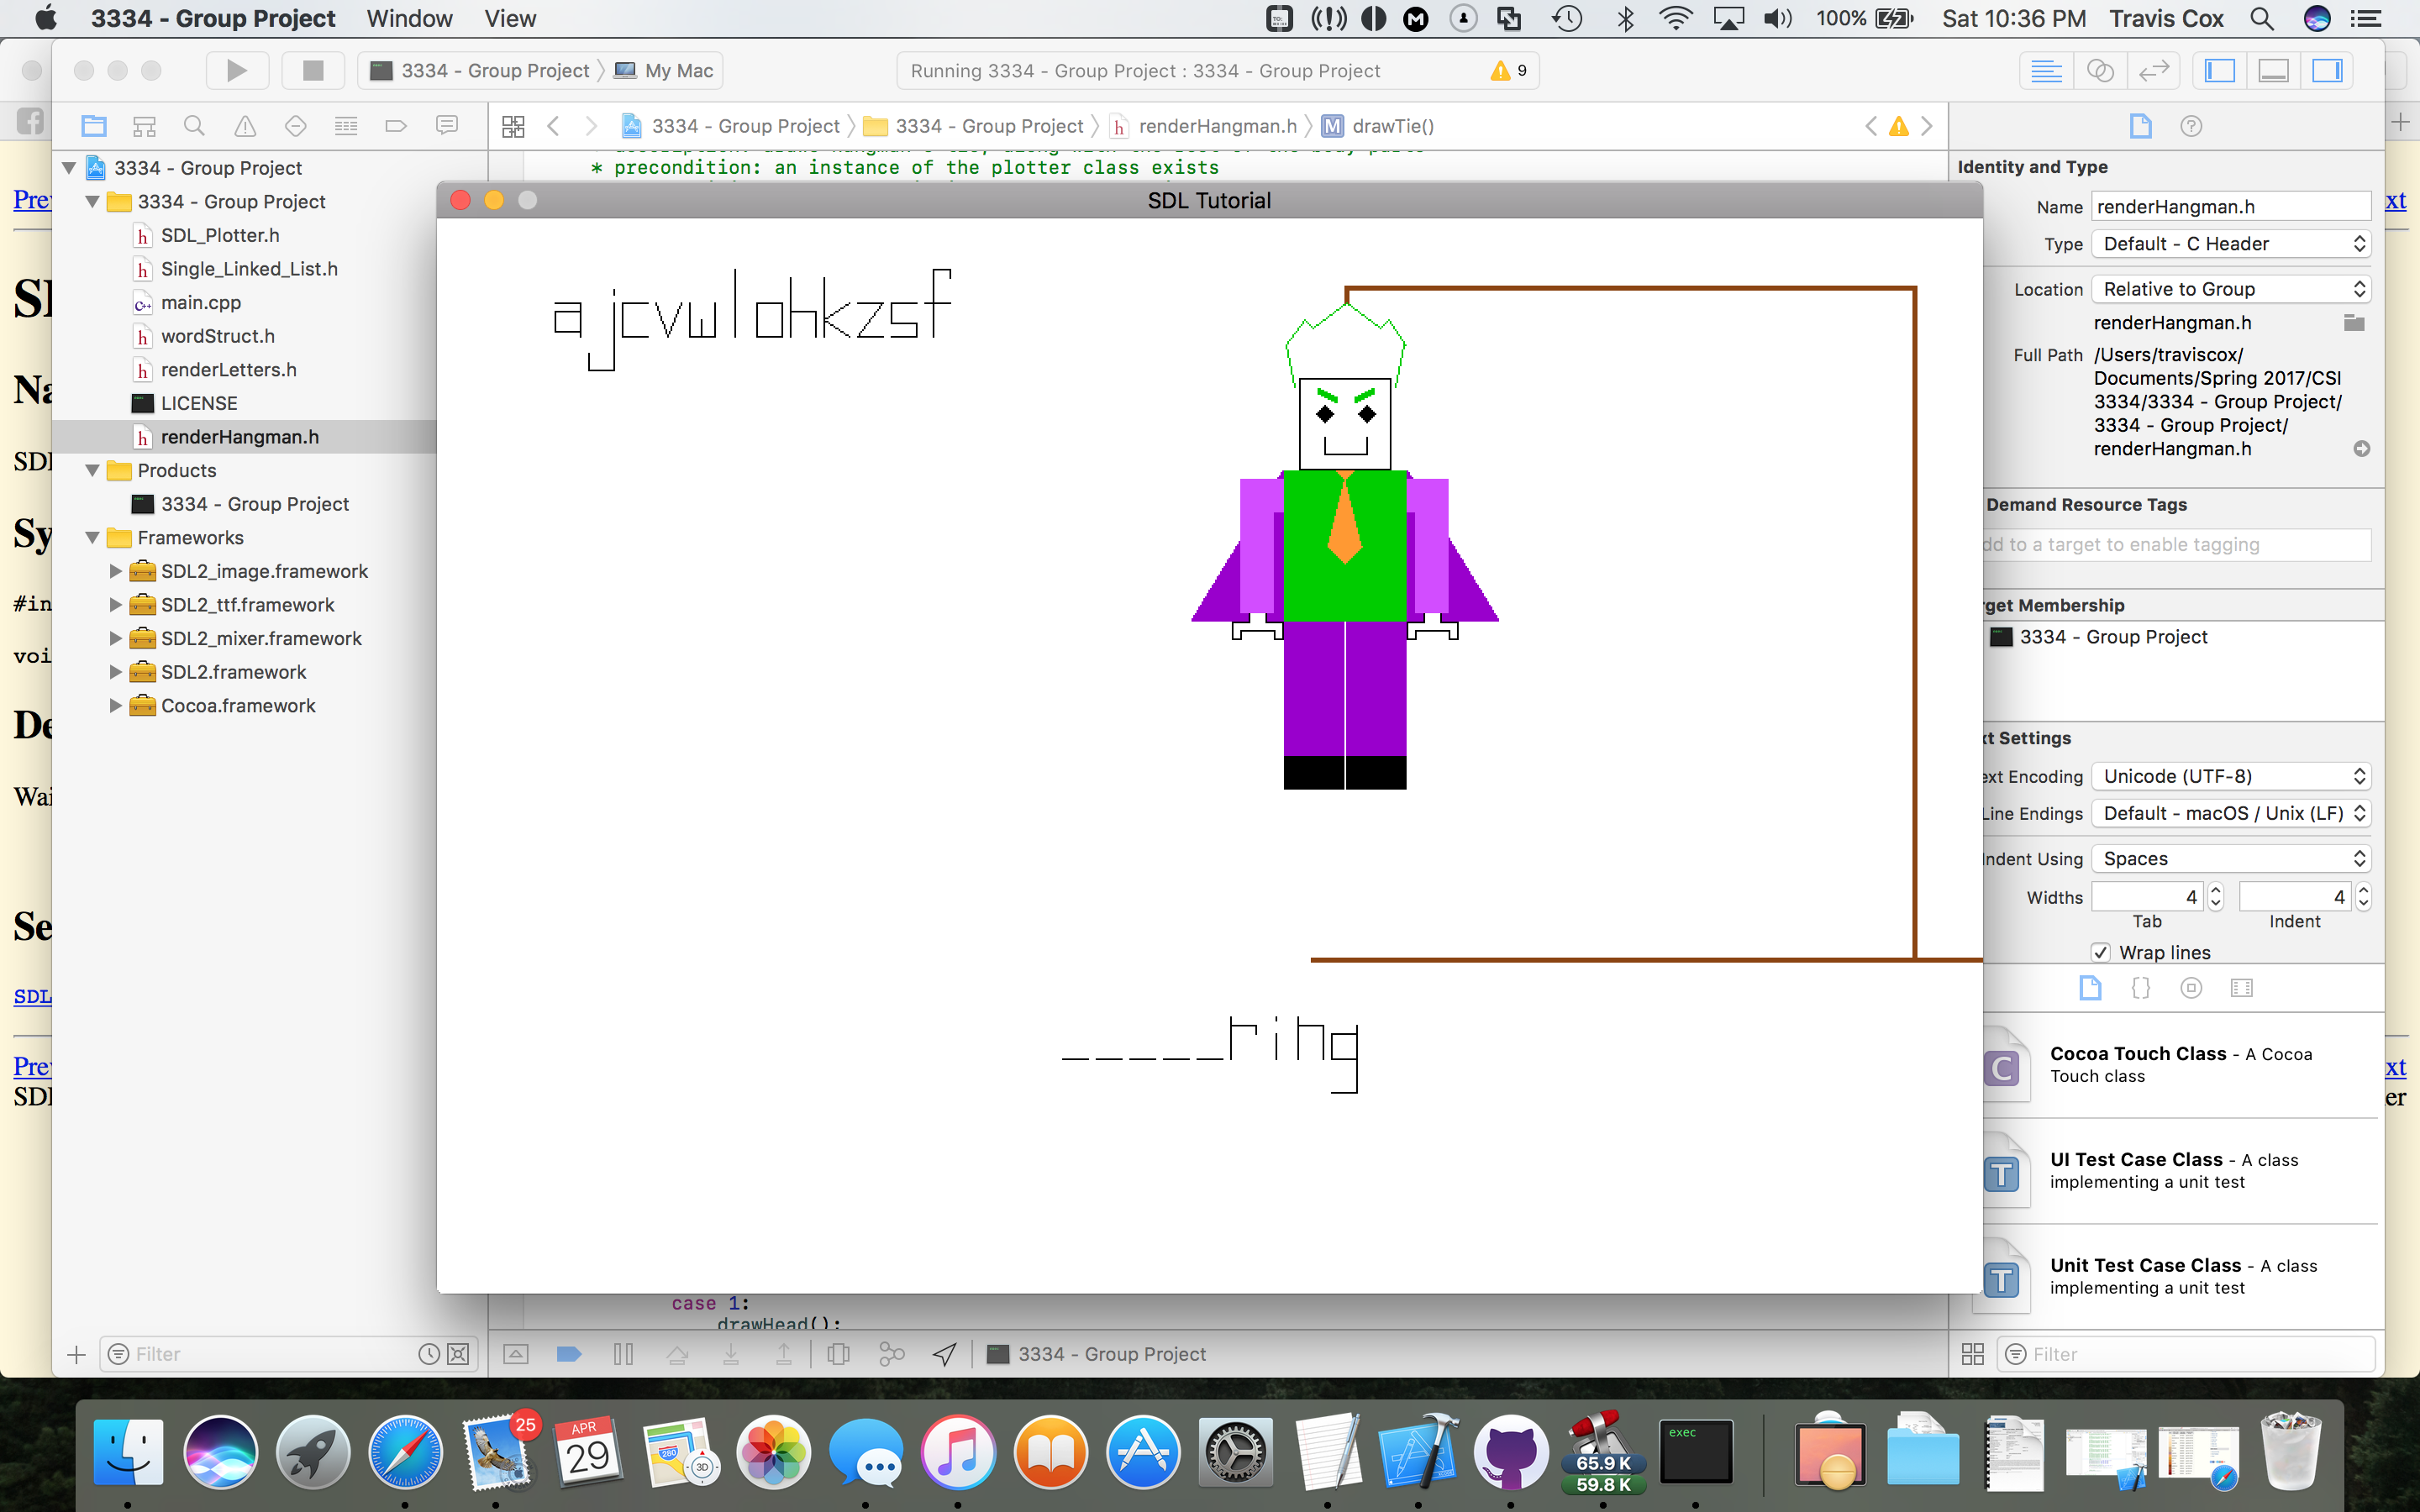 3334 - Group Project Window View 100% Sat 10:36 PM Travis Cox
3334 - Group Project My Mac Running 3334 - Group Project : 3334 - Group Project 9
3334 - Group Project 3334 - Group Project renderHangman.h M drawTie()
* precondition: an instance of the plotter class exists
3334 - Group Project
3334 - Group Project
SDL_Plotter.h
Single_Linked_List.h
main.cpp
wordStruct.h
renderLetters.h
LICENSE
renderHangman.h
Products
3334 - Group Project
Frameworks
SDL2_image.framework
SDL2_ttf.framework
SDL2_mixer.framework
SDL2.framework
Cocoa.framework
Filter
SDL Tutorial
ajcvwlohkzsf
_____ring
case 1:
drawHead();
3334 - Group Project
Identity and Type
Name renderHangman.h
Type Default - C Header
Location Relative to Group
renderHangman.h
Full Path /Users/traviscox/
Documents/Spring 2017/CSI
3334/3334 - Group Project/
3334 - Group Project/
renderHangman.h
Demand Resource Tags
dd to a target to enable tagging
rget Membership
3334 - Group Project
xt Settings
ext Encoding Unicode (UTF-8)
Line Endings Default - macOS / Unix (LF)
Indent Using Spaces
Widths 4 4
Tab Indent
Wrap lines
Cocoa Touch Class - A Cocoa
Touch class
UI Test Case Class - A class
implementing a unit test
Unit Test Case Class - A class
implementing a unit test
Filter
Pre
SDL
Sy
#in
voi
De
Wai
Se
SDL
Pre
SDL
xt
xt
er
25
APR
29
280
3D
65.9 K
59.8 K
exec